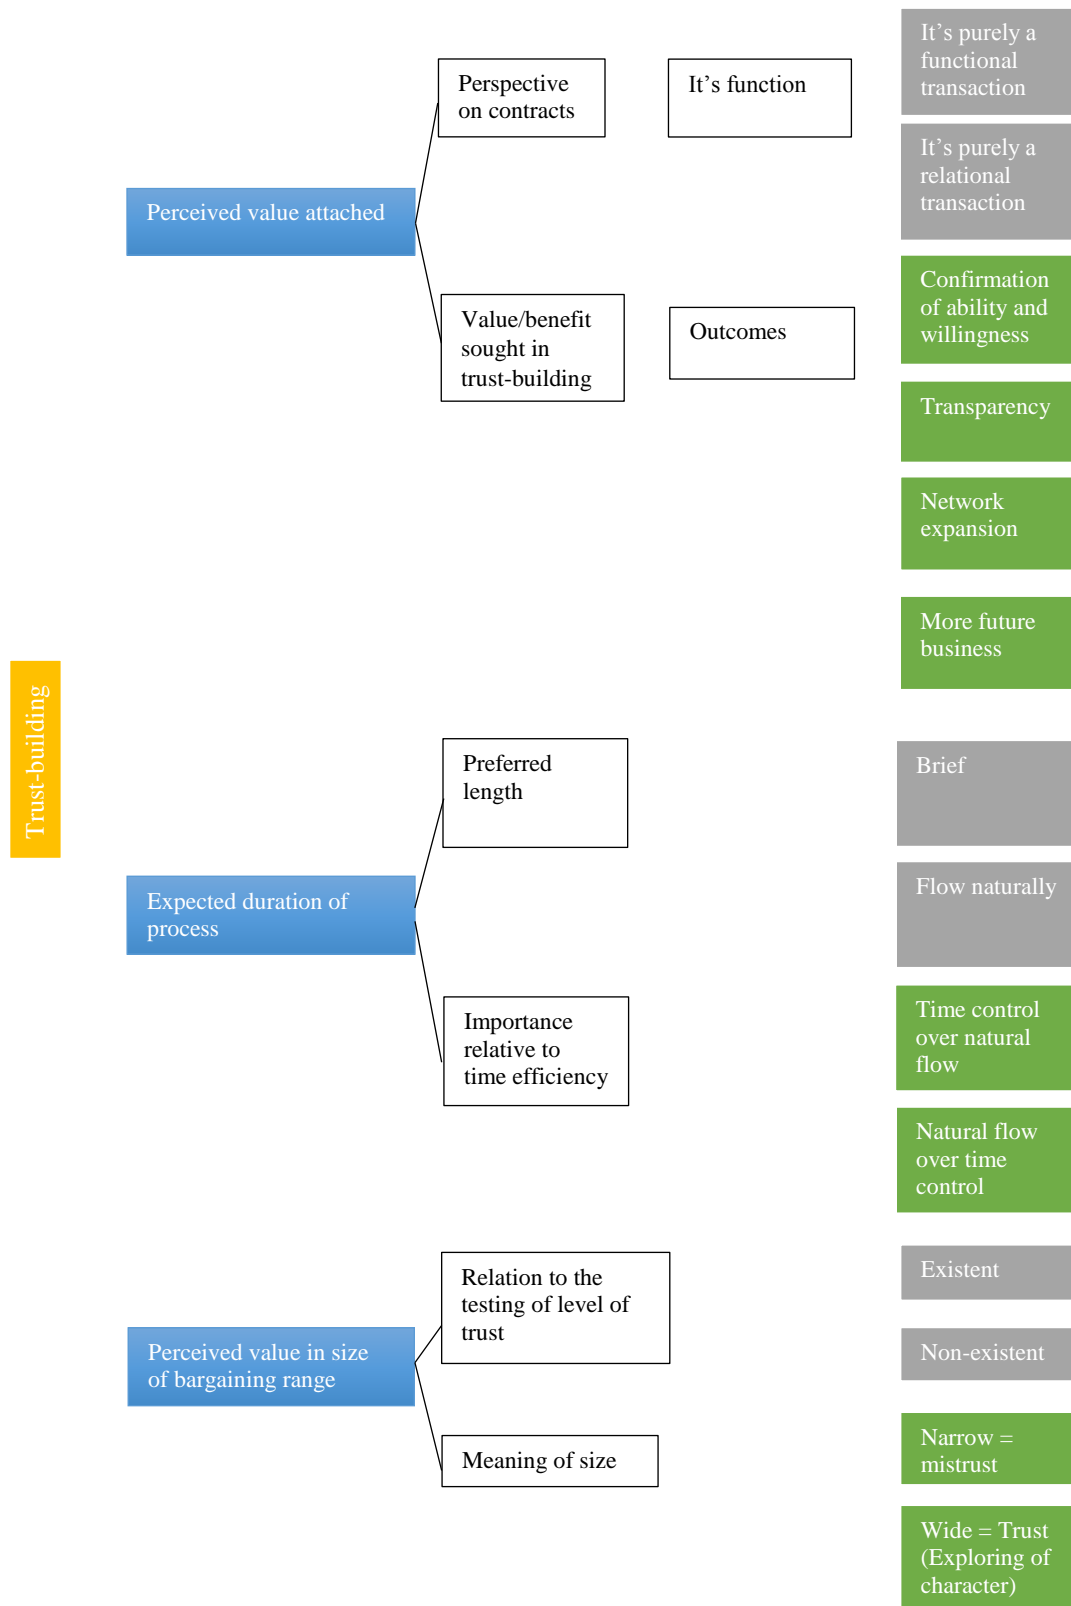 It's purely a
functional
transaction
Perspective
on contracts
It's function
It's purely a
relational
transaction
Perceived value attached
Confirmation
of ability and
willingness
Value/benefit
sought in
trust-building
Outcomes
Transparency
Network
expansion
More future
business
Trust-building
Preferred
length
Brief
Expected duration of
process
Flow naturally
Importance
relative to
time efficiency
Time control
over natural
flow
Natural flow
over time
control
Relation to the
testing of level of
trust
Existent
Perceived value in size
of bargaining range
Non-existent
Meaning of size
Narrow =
mistrust
Wide = Trust
(Exploring of
character)